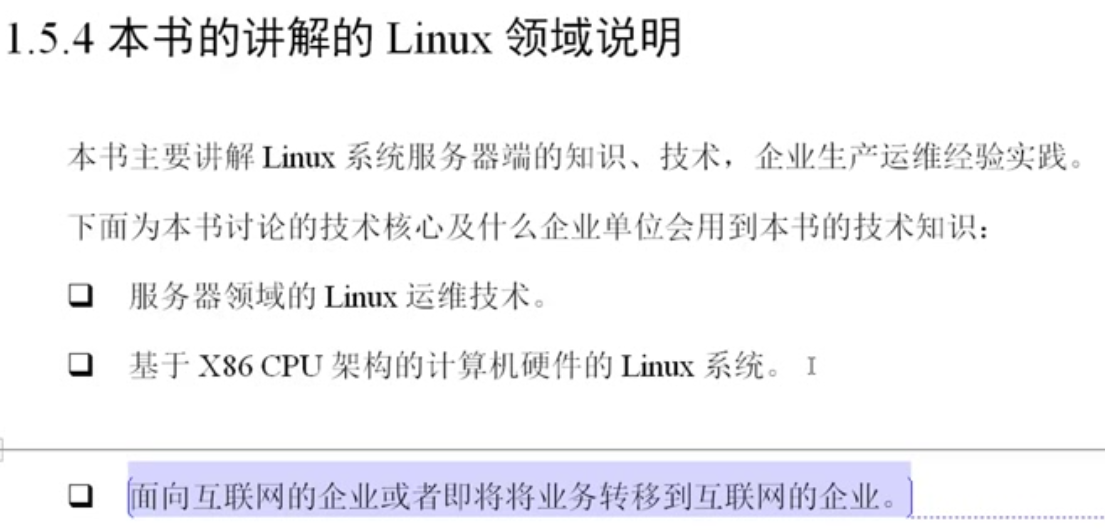 1.5.4 本书的讲解的 Linux 领域说明
本书主要讲解 Linux 系统服务器端的知识、技术，企业生产运维经验实践。
下面为本书讨论的技术核心及什么企业单位会用到本书的技术知识：
❑ 服务器领域的 Linux 运维技术。
❑ 基于 X86 CPU 架构的计算机硬件的 Linux 系统。
❑ 面向互联网的企业或者即将将业务转移到互联网的企业。